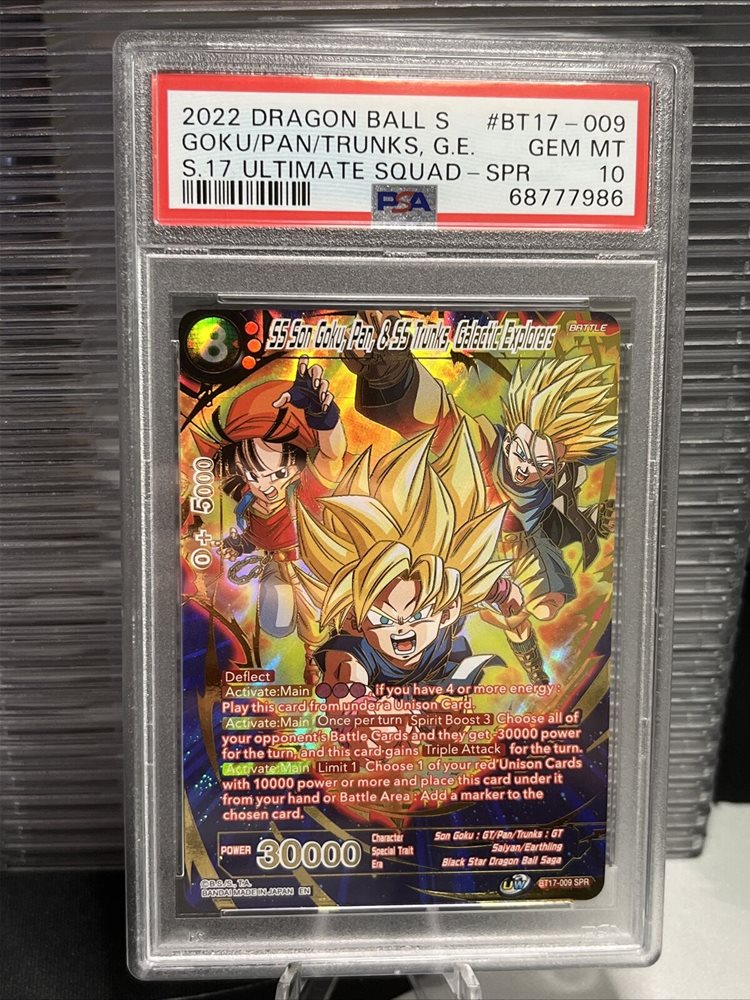 2022 DRAGON BALL S #BT17-009
GOKU/PAN/TRUNKS, G.E. GEM MT
S.17 ULTIMATE SQUAD-SPR 10
PSA 68777986
8 SS Son Goku, Pan, & SS Trunks, Galactic Explorers BATTLE
0+ 5000
Deflect
Activate:Main if you have 4 or more energy :
Play this card from under a Unison Card.
Activate:Main Once per turn Spirit Boost 3 Choose all of
your opponent's Battle Cards and they get -30000 power
for the turn, and this card gains Triple Attack for the turn.
Activate:Main Limit 1 Choose 1 of your red Unison Cards
with 10000 power or more and place this card under it
from your hand or Battle Area : Add a marker to the
chosen card.
POWER 30000
Character Son Goku : GT/Pan/Trunks : GT
Special Trait Saiyan/Earthling
Era Black Star Dragon Ball Saga
©B.S./S., T.A.
BANDAI MADE IN JAPAN EN
UW BT17-009 SPR